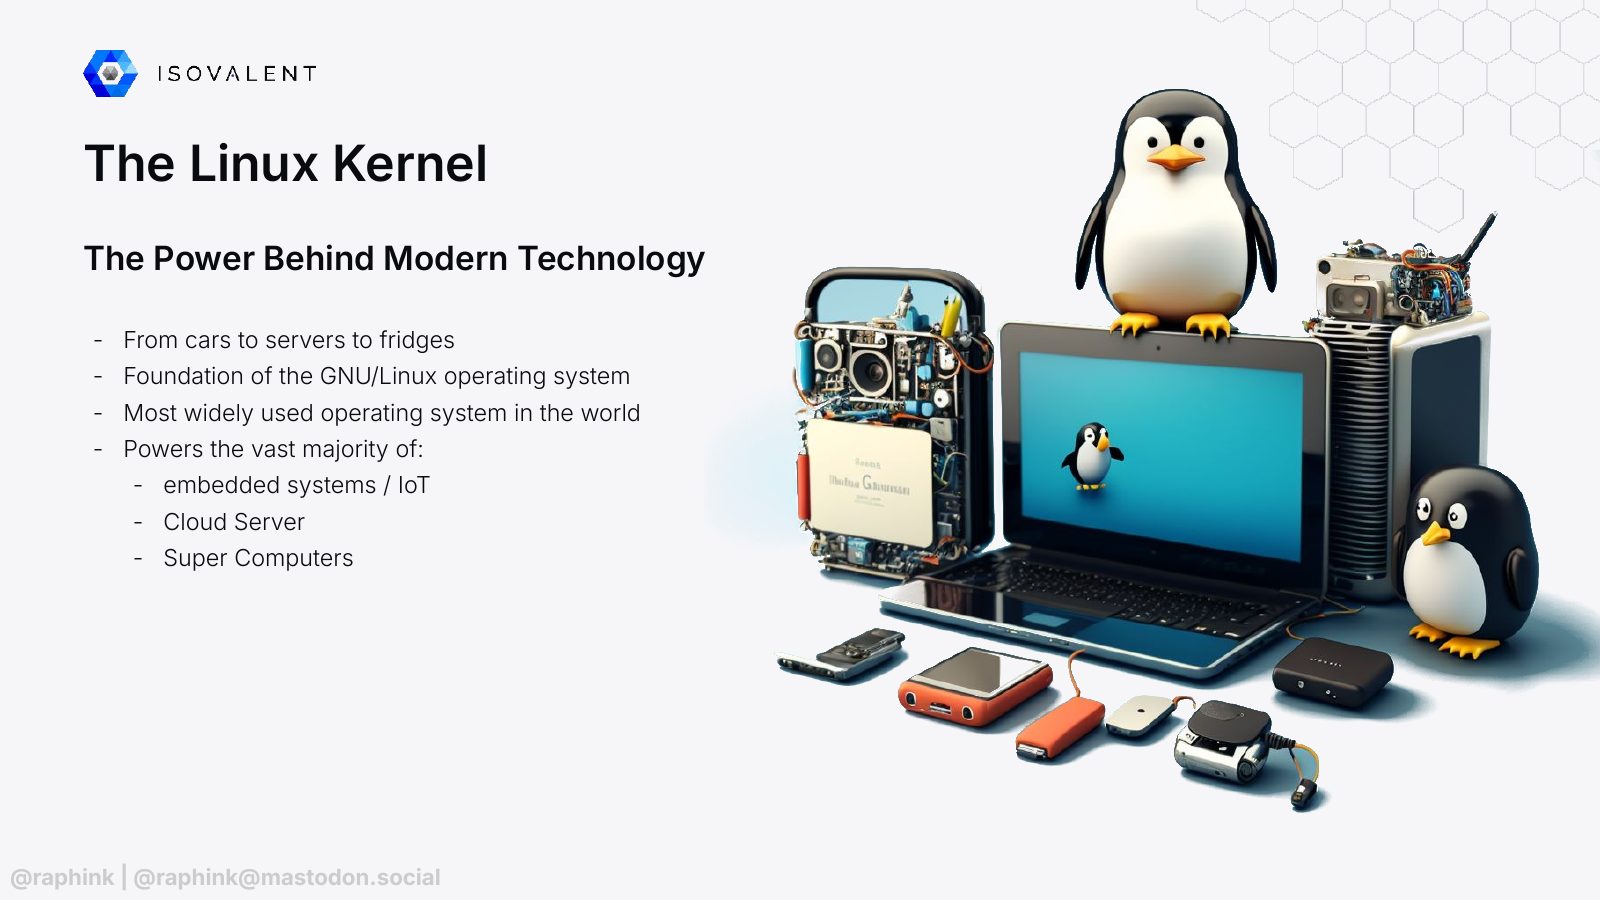 ISOVALENT
The Linux Kernel
The Power Behind Modern Technology
- From cars to servers to fridges
- Foundation of the GNU/Linux operating system
- Most widely used operating system in the world
- Powers the vast majority of:
- embedded systems / IoT
- Cloud Server
- Super Computers
@raphink | @raphink@mastodon.social